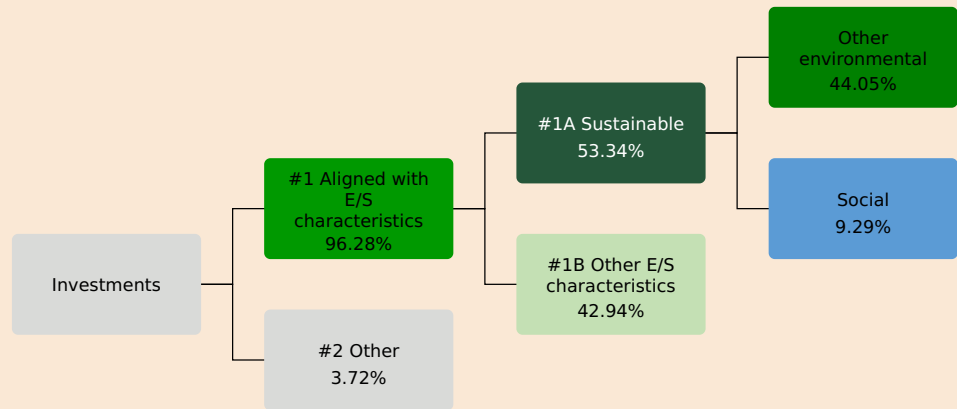 Other
environmental
44.05%
#1A Sustainable
53.34%
#1 Aligned with
E/S
characteristics
96.28%
Social
9.29%
Investments
#1B Other E/S
characteristics
42.94%
#2 Other
3.72%